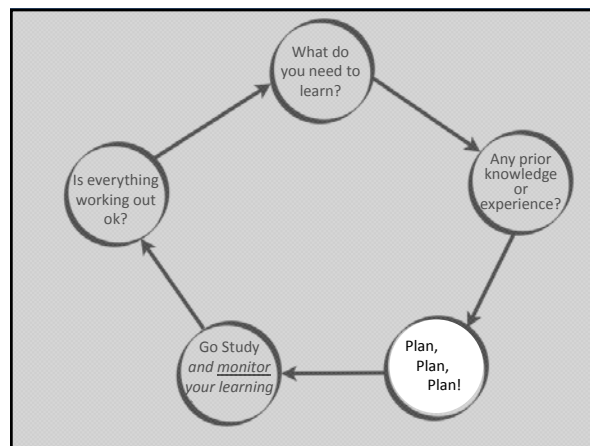 What do
you need to
learn?
Any prior
knowledge
or
experience?
Plan,
Plan,
Plan!
Go Study
and monitor
your learning
Is everything
working out
ok?